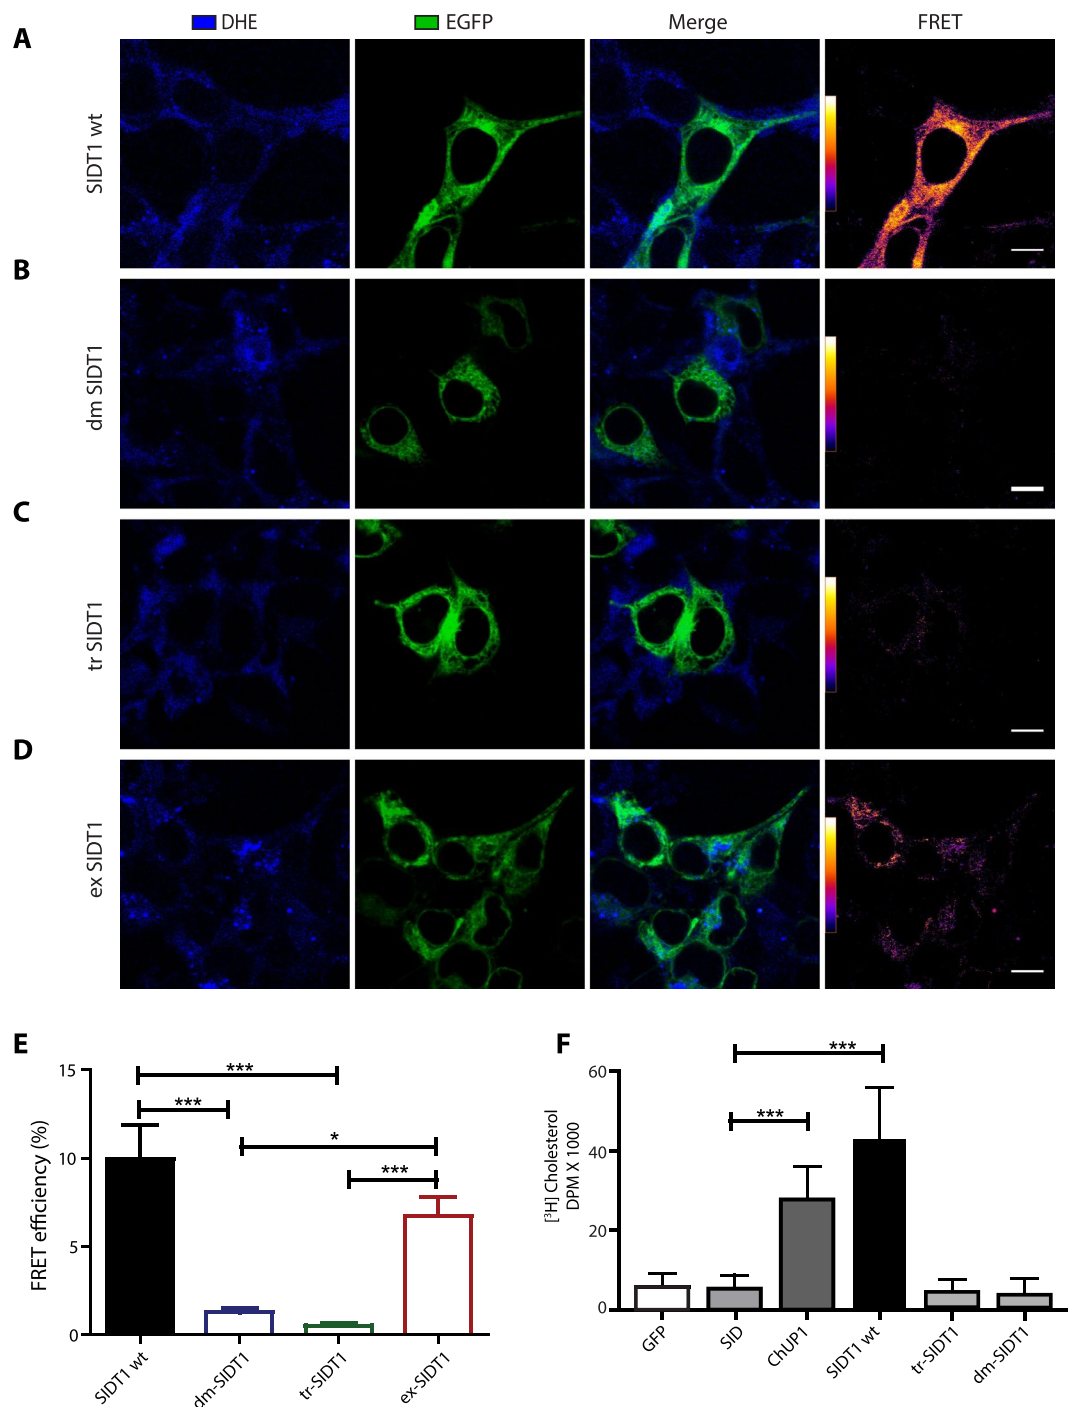 DHE EGFP Merge FRET
A
SIDT1 wt
B
dm SIDT1
C
tr SIDT1
D
ex SIDT1
E
FRET efficiency (%)
15
10
5
0
***
***
*
***
SIDT1 wt
dm-SIDT1
tr-SIDT1
ex-SIDT1
F
[³H] Cholesterol
DPM X 1000
60
40
20
0
***
***
GFP
SID
ChUP1
SIDT1 wt
tr-SIDT1
dm-SIDT1